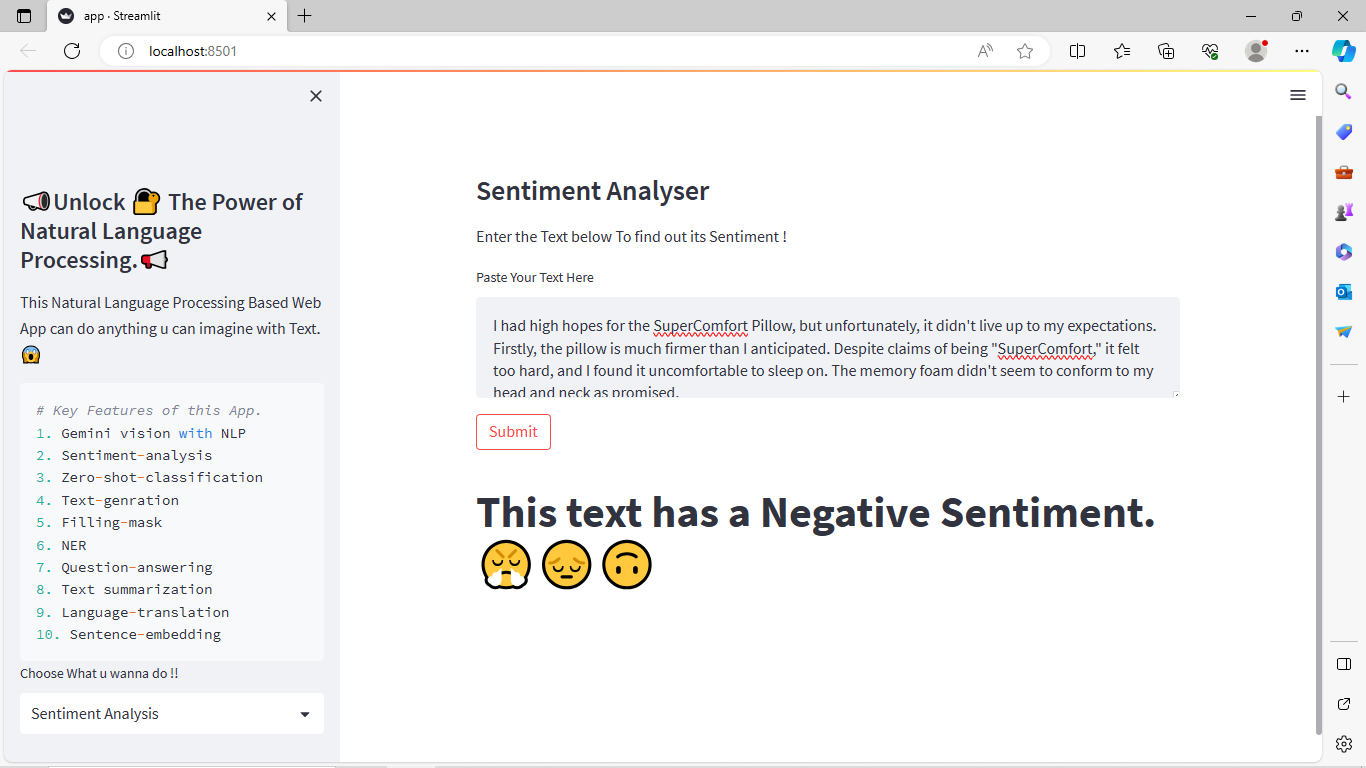 app · Streamlit
localhost:8501
Unlock The Power of
Natural Language
Processing.
This Natural Language Processing Based Web
App can do anything u can imagine with Text.
# Key Features of this App.
1. Gemini vision with NLP
2. Sentiment-analysis
3. Zero-shot-classification
4. Text-genration
5. Filling-mask
6. NER
7. Question-answering
8. Text summarization
9. Language-translation
10. Sentence-embedding
Choose What u wanna do !!
Sentiment Analysis
Sentiment Analyser
Enter the Text below To find out its Sentiment !
Paste Your Text Here
I had high hopes for the SuperComfort Pillow, but unfortunately, it didn't live up to my expectations.
Firstly, the pillow is much firmer than I anticipated. Despite claims of being "SuperComfort," it felt
too hard, and I found it uncomfortable to sleep on. The memory foam didn't seem to conform to my
head and neck as promised.
Submit
This text has a Negative Sentiment.